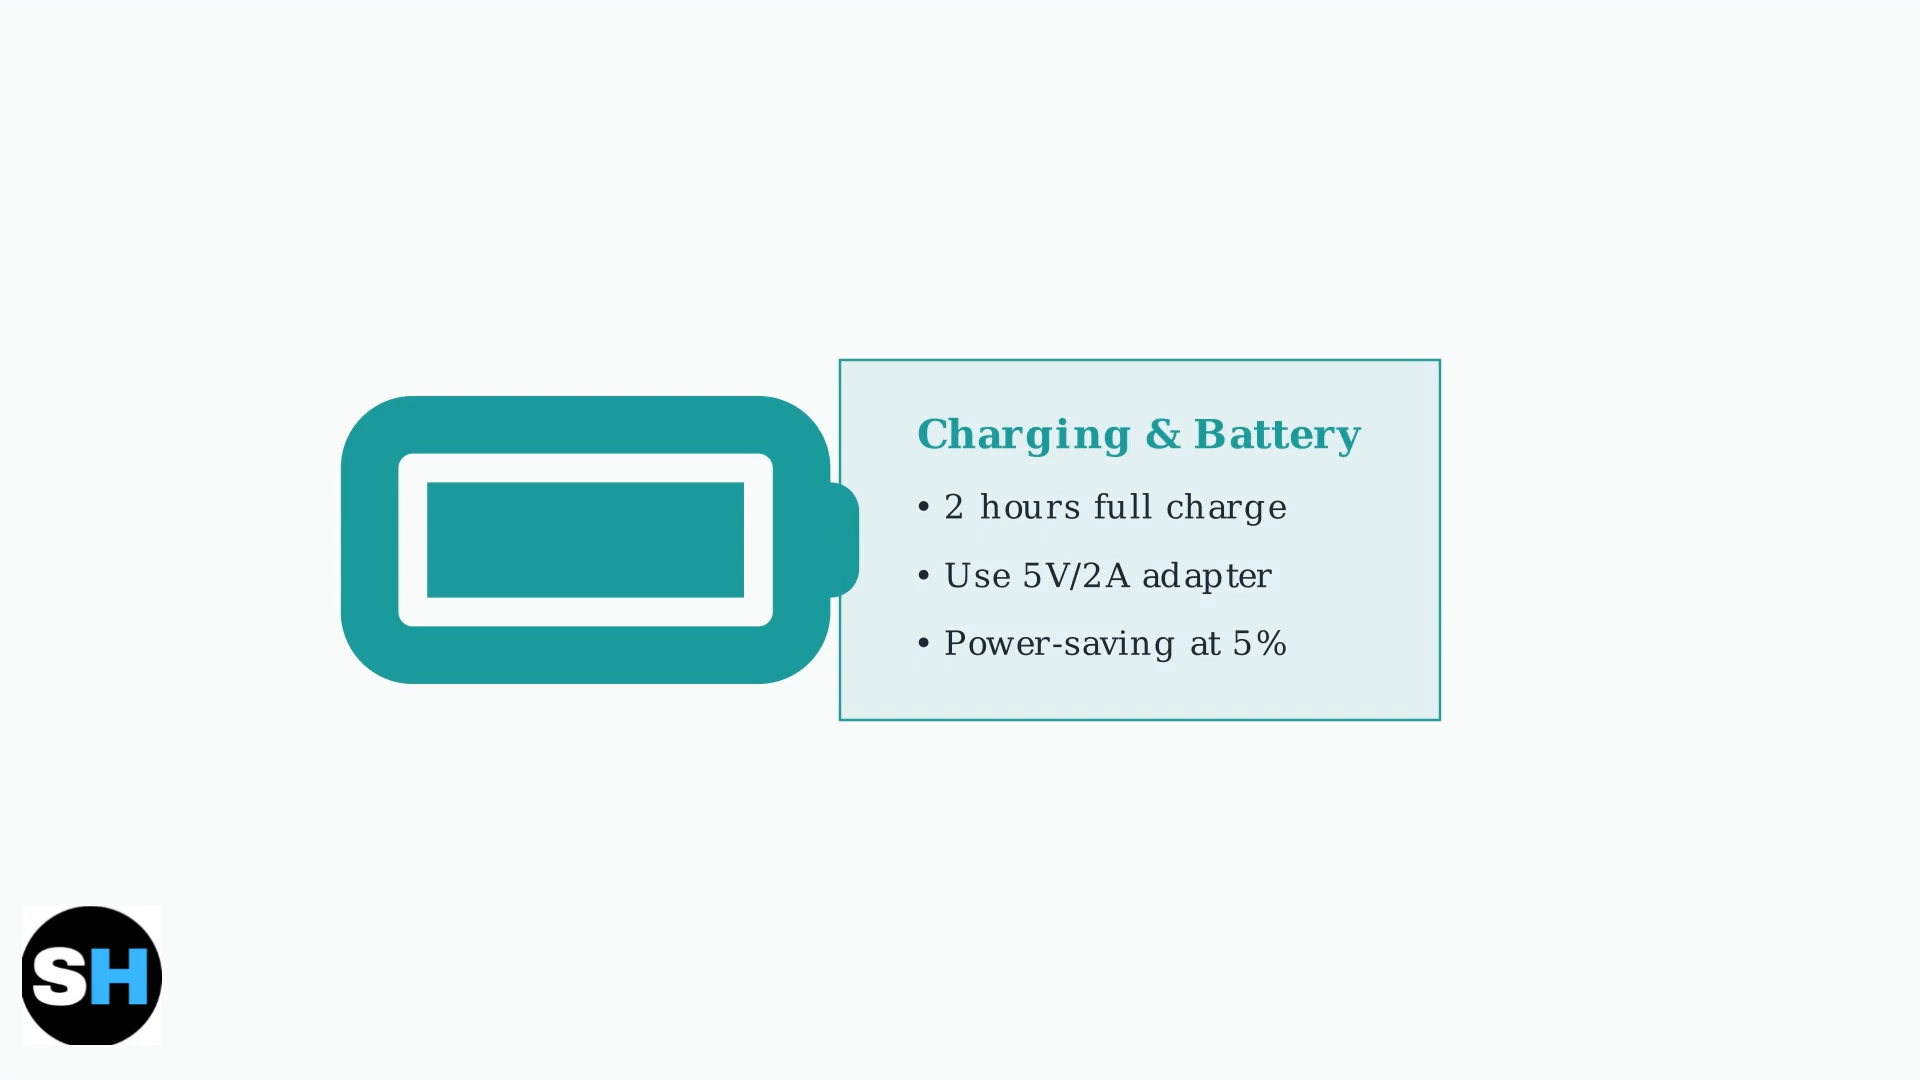 Charging & Battery
• 2 hours full charge
• Use 5V/2A adapter
• Power-saving at 5%
SH